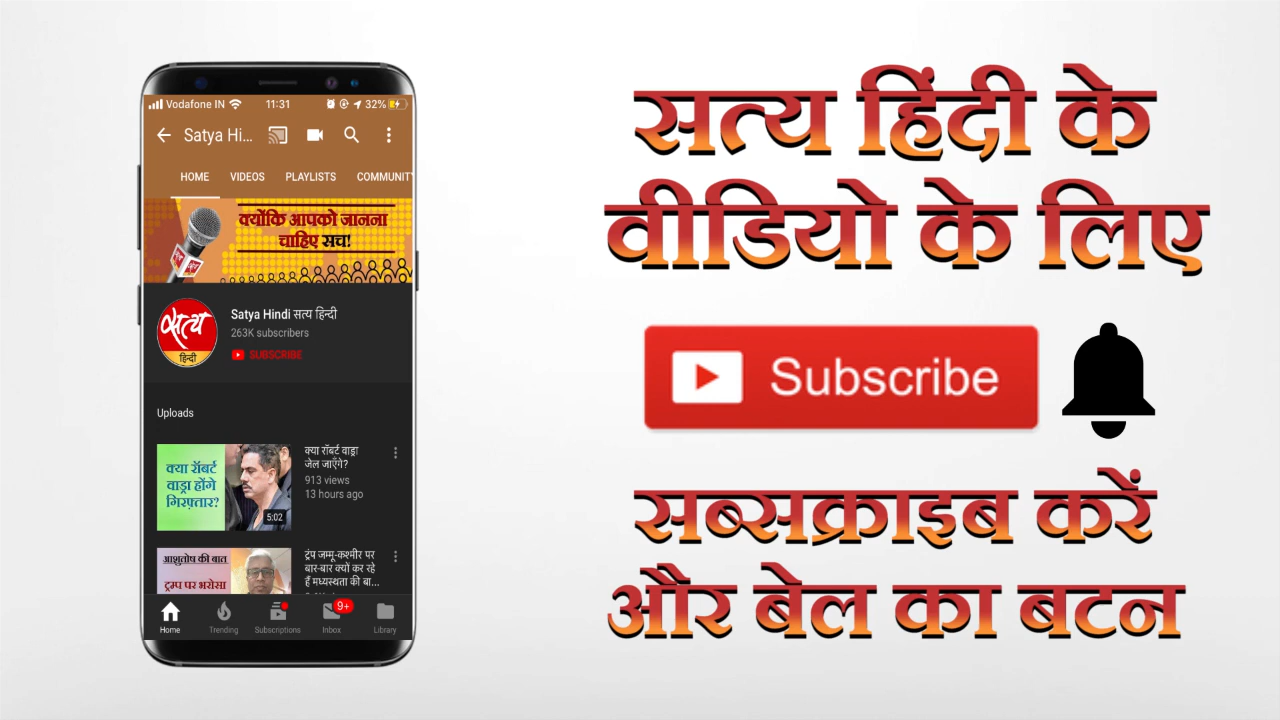 Vodafone IN 11:31 32%
Satya Hi...
HOME VIDEOS PLAYLISTS COMMUNIT
क्योंकि आपको जानना
चाहिए सच!
सत्य
हिन्दी
Satya Hindi सत्य हिन्दी
263K subscribers
SUBSCRIBE
Uploads
क्या रॉबर्ट
वाड्रा होंगे
गिरफ़्तार?
5:02
क्या रॉबर्ट वाड्रा
जेल जाएँगे?
913 views
13 hours ago
आशुतोष की बात
ट्रम्प पर भरोसा
ट्रंप जम्मू-कश्मीर पर
बार-बार क्यों कर रहे
हैं मध्यस्थता की बा...
9+
Home Trending Subscriptions Inbox Library
सत्य हिंदी के
वीडियो के लिए
Subscribe
सब्सक्राइब करें
और बेल का बटन